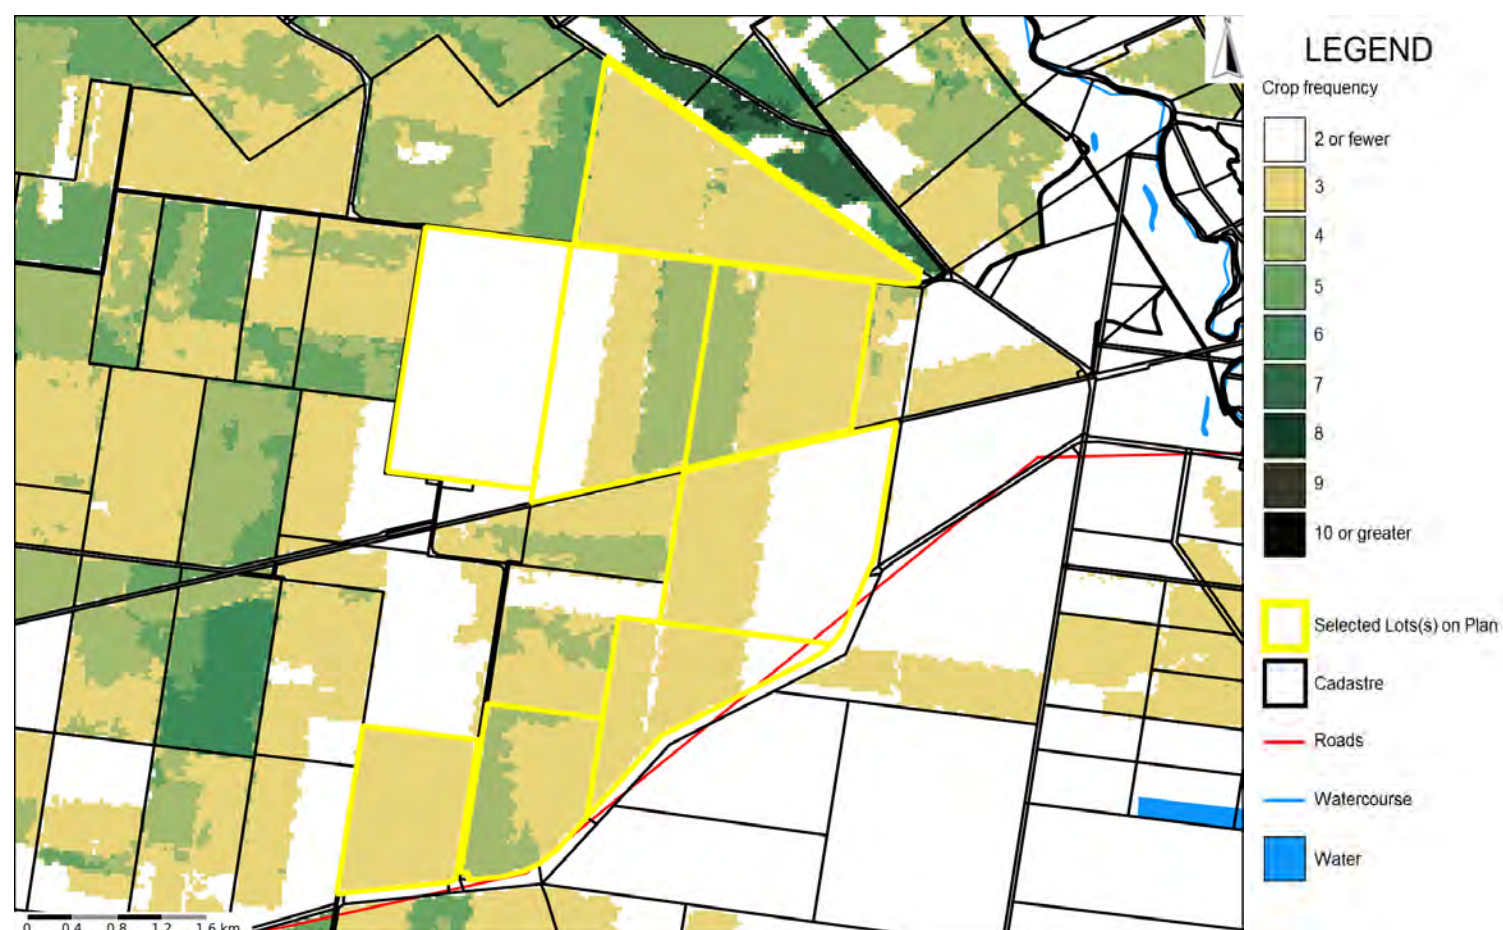 N
LEGEND
Crop frequency
2 or fewer
3
4
5
6
7
8
9
10 or greater
Selected Lots(s) on Plan
Cadastre
Roads
Watercourse
Water
0 0.4 0.8 1.2 1.6 km